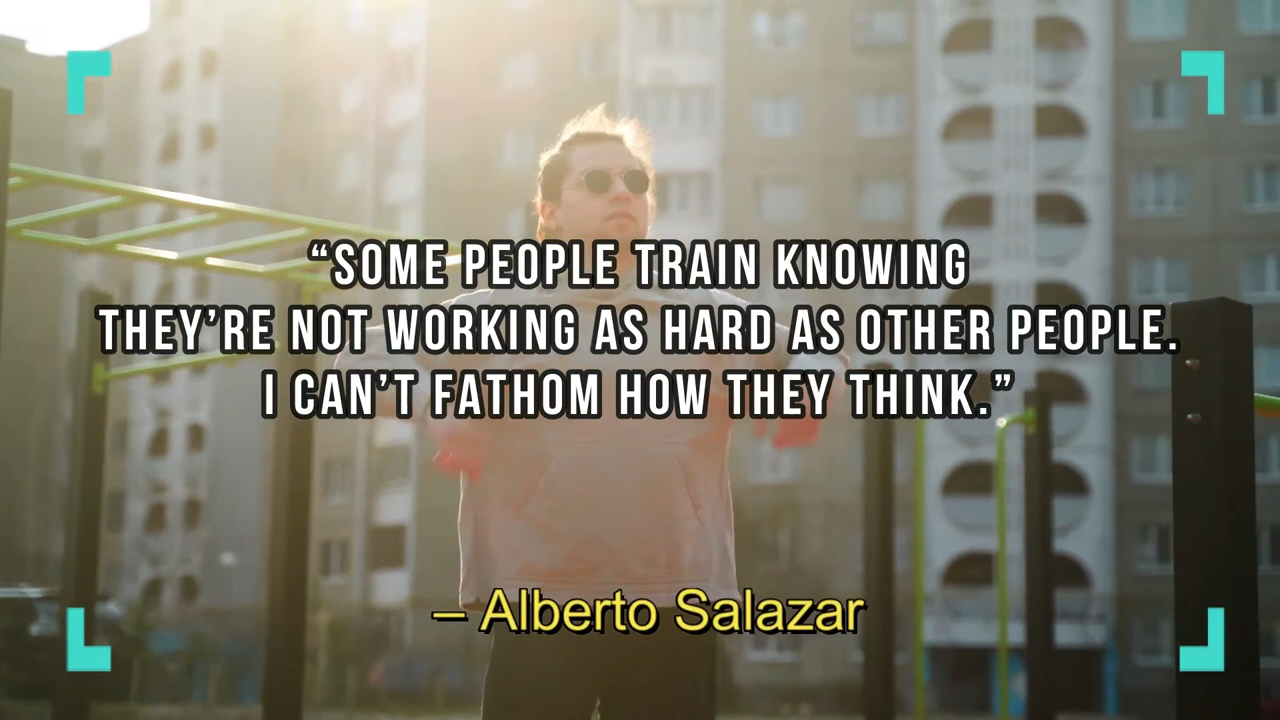 “SOME PEOPLE TRAIN KNOWING
THEY’RE NOT WORKING AS HARD AS OTHER PEOPLE.
I CAN’T FATHOM HOW THEY THINK.”
– Alberto Salazar